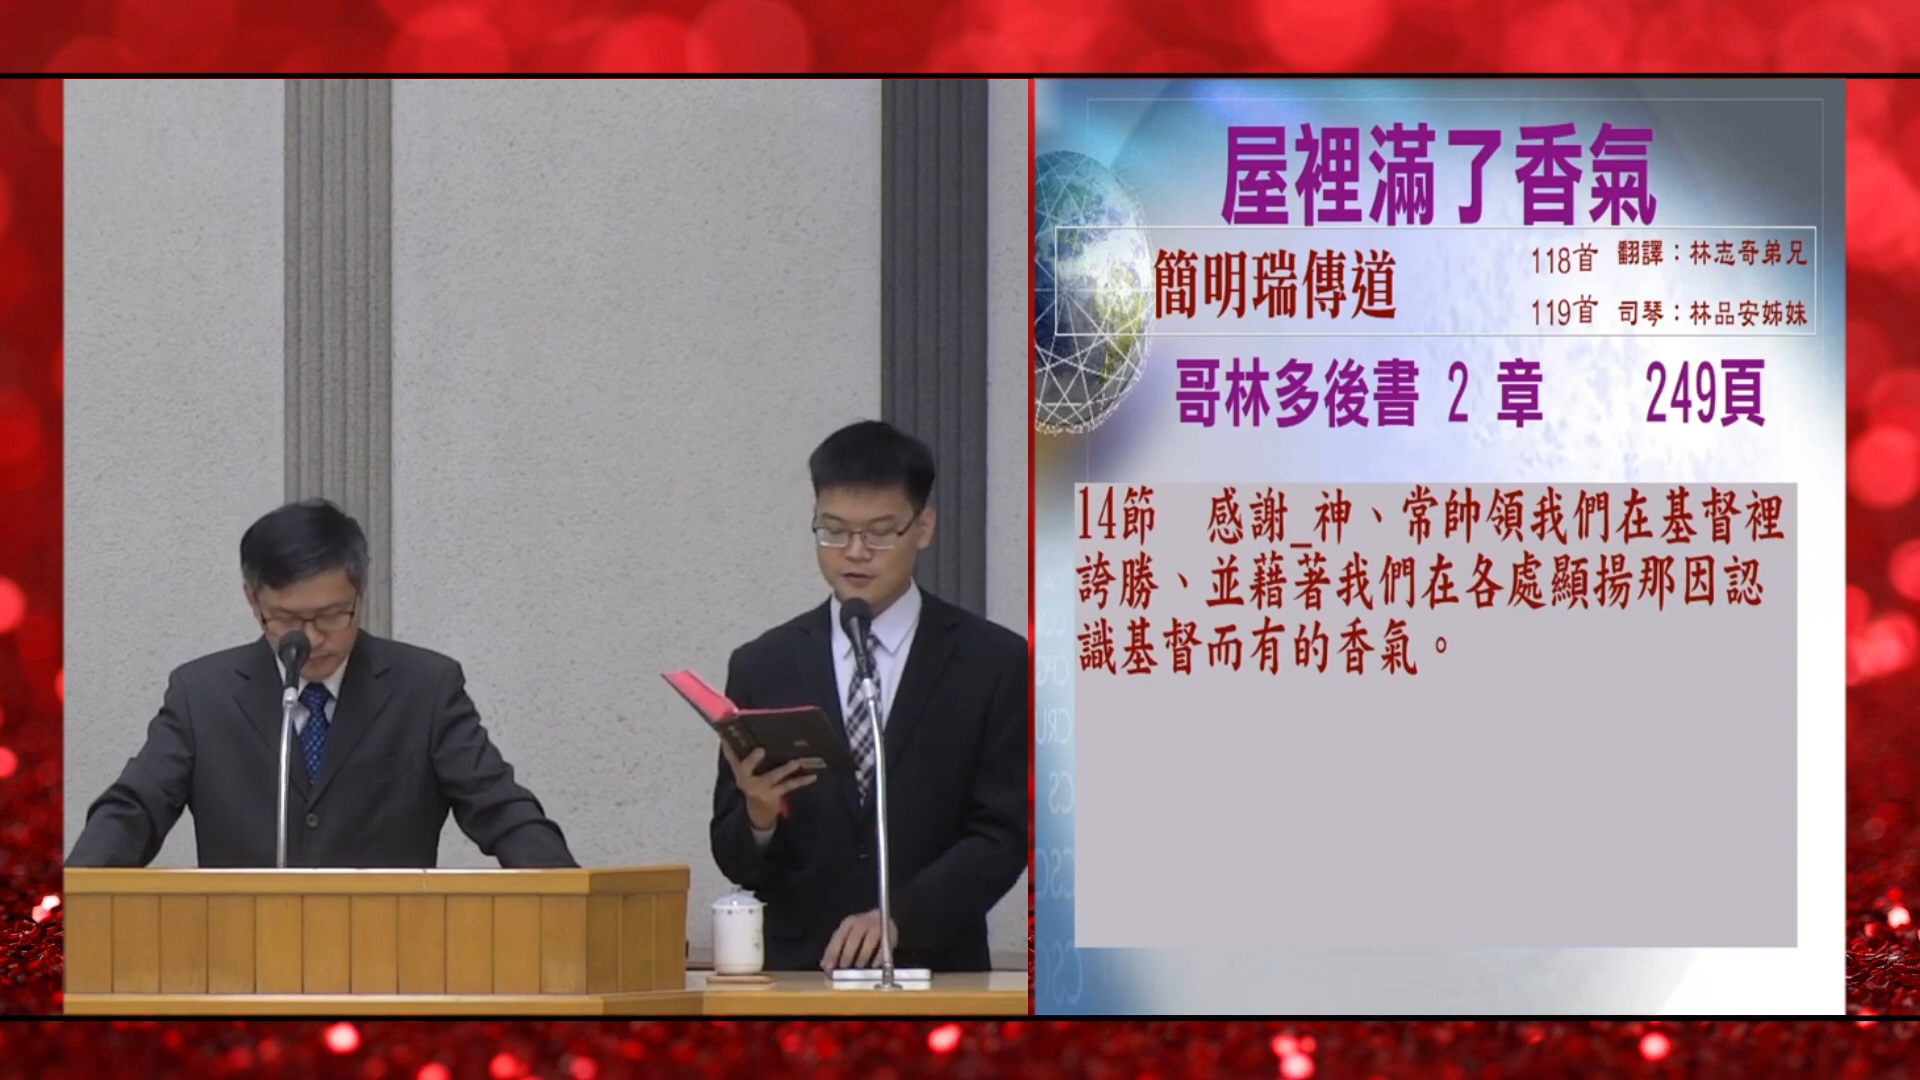 屋裡滿了香氣
簡明瑞傳道
118首 翻譯：林志奇弟兄
119首 司琴：林品安姊妹
哥林多後書 2 章 249頁
14節 感謝_神、常帥領我們在基督裡
誇勝、並藉著我們在各處顯揚那因認
識基督而有的香氣。